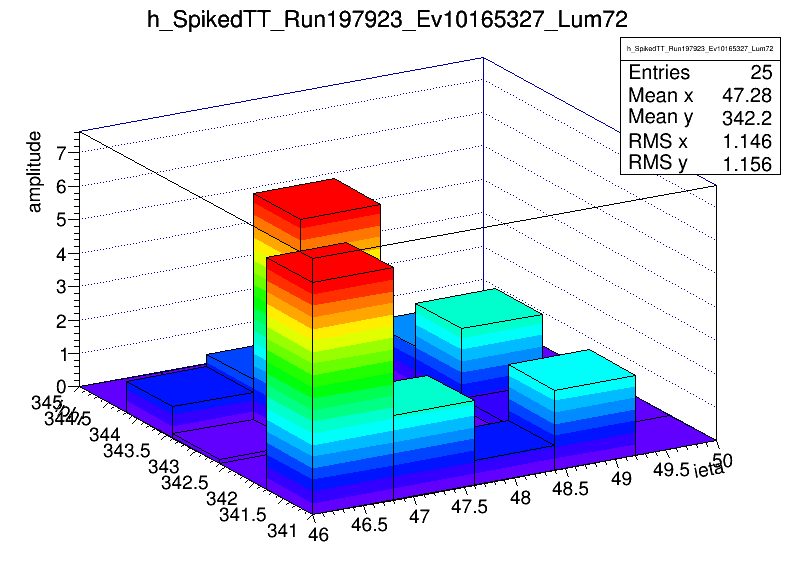 h_SpikedTT_Run197923_Ev10165327_Lum72
h_SpikedTT_Run197923_Ev10165327_Lum72
Entries 25
Mean x 47.28
Mean y 342.2
RMS x 1.146
RMS y 1.156
amplitude
7
6
5
4
3
2
1
0
345
344.5
344
343.5
343
342.5
342
341.5
341
46
46.5
47
47.5
48
48.5
49
49.5
50
ieta